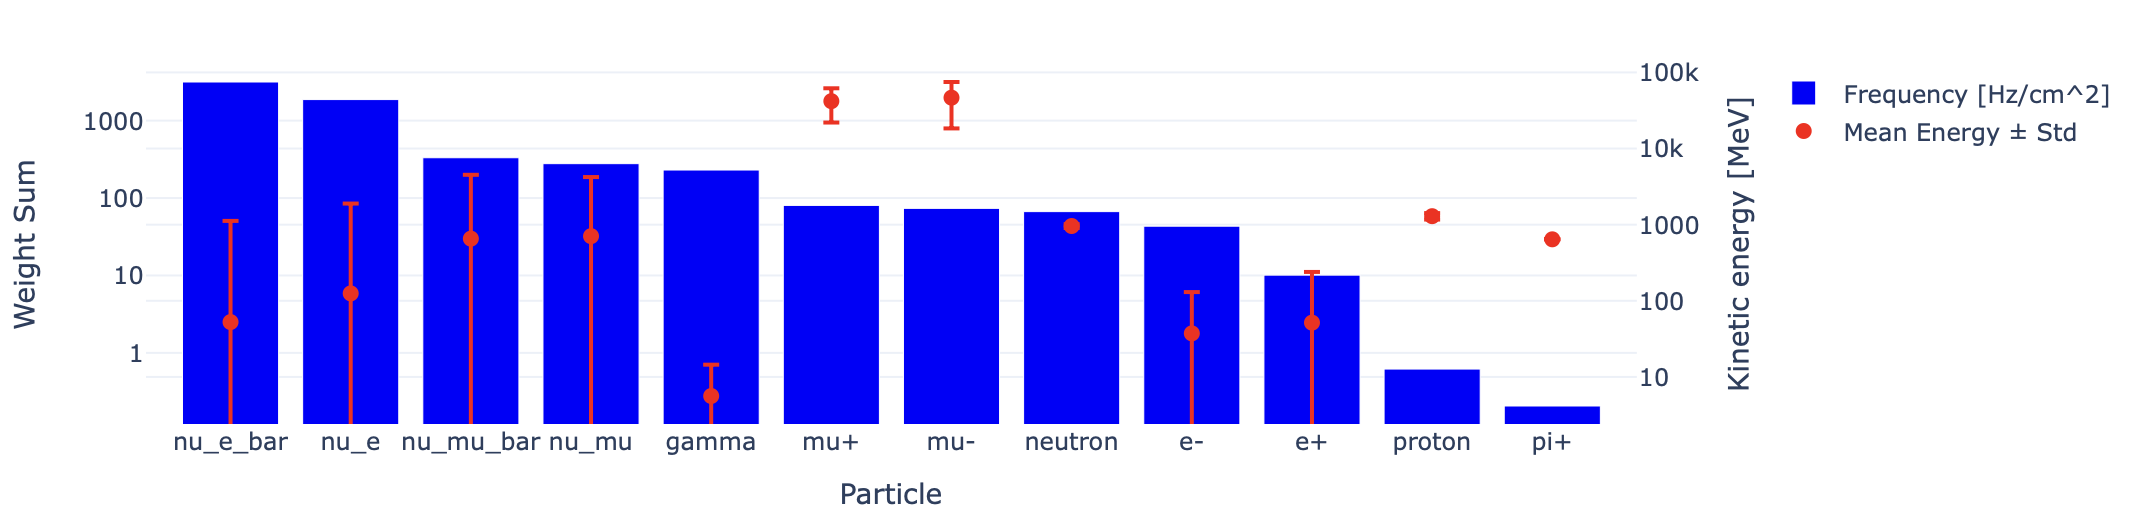 Weight Sum
1000
100
10
1
100k
10k
1000
100
10
Kinetic energy [MeV]
Frequency [Hz/cm^2]
Mean Energy ± Std
nu_e_bar nu_e nu_mu_bar nu_mu gamma mu+ mu- neutron e- e+ proton pi+
Particle